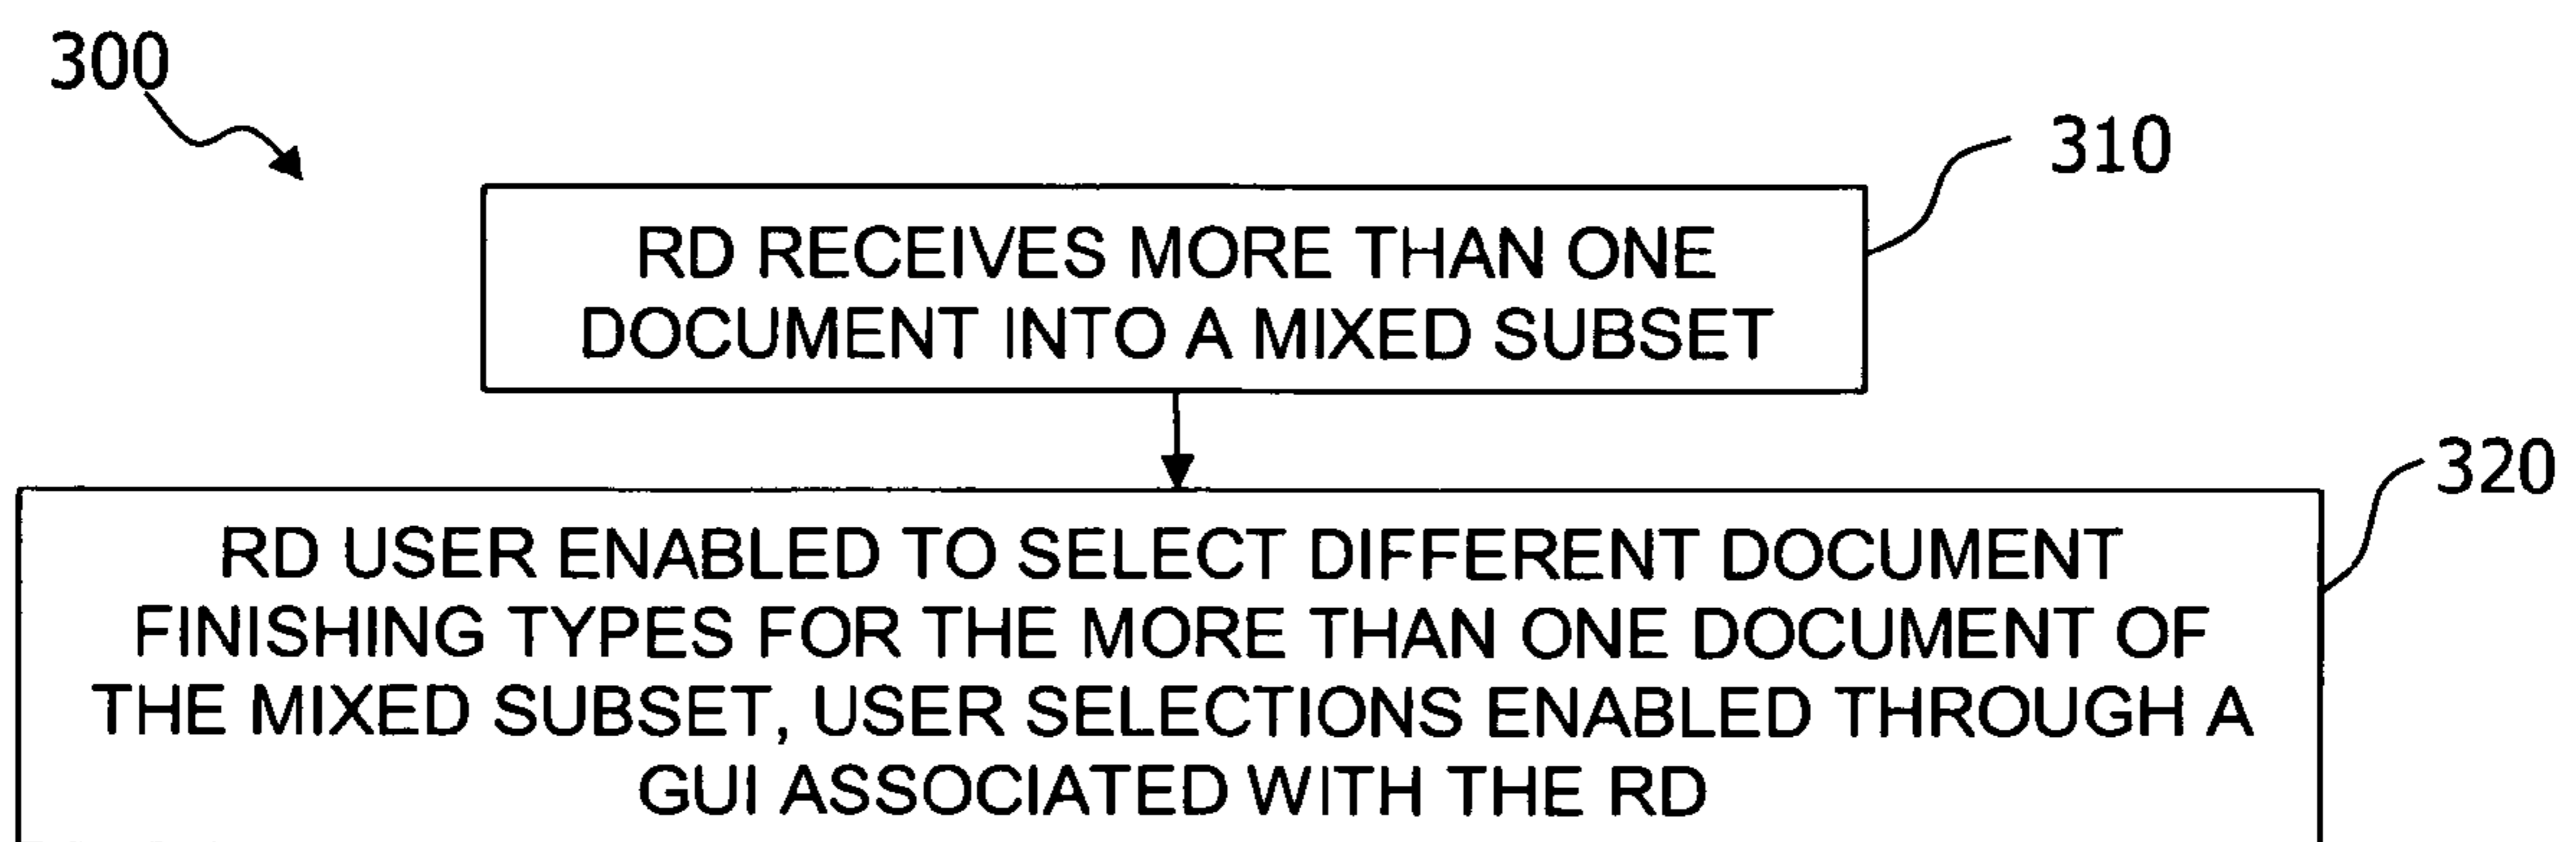 300
310
RD RECEIVES MORE THAN ONE
DOCUMENT INTO A MIXED SUBSET
320
RD USER ENABLED TO SELECT DIFFERENT DOCUMENT
FINISHING TYPES FOR THE MORE THAN ONE DOCUMENT OF
THE MIXED SUBSET, USER SELECTIONS ENABLED THROUGH A
GUI ASSOCIATED WITH THE RD